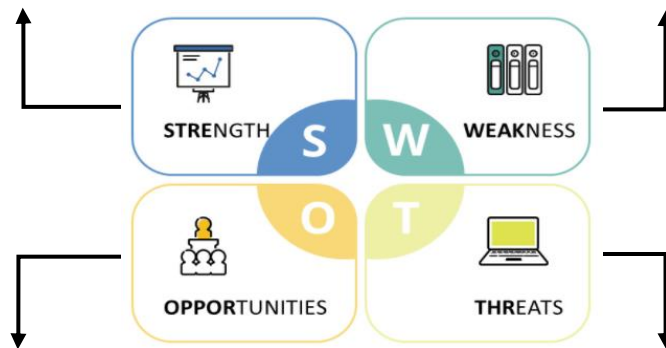 STRENGTH
S
W
WEAKNESS
O
T
OPPORTUNITIES
THREATS